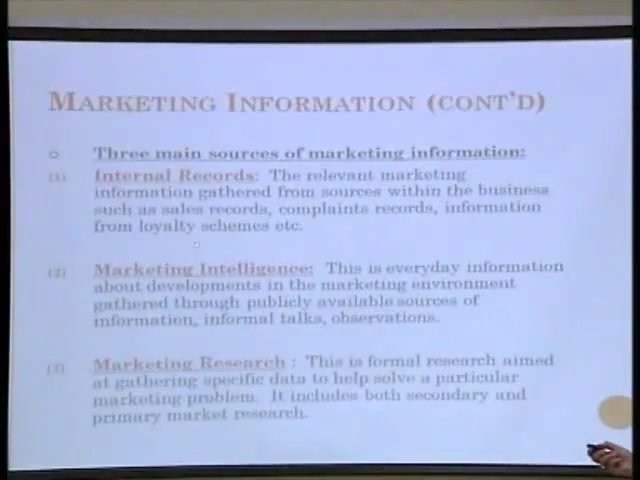 MARKETING INFORMATION (CONT'D)
Three main sources of marketing information:
(1) Internal Records: The relevant marketing
information gathered from sources within the business
such as sales records, complaints records, information
from loyalty schemes etc.
(2) Marketing Intelligence: This is everyday information
about developments in the marketing environment
gathered through publicly available sources of
information, informal talks, observations.
(3) Marketing Research : This is formal research aimed
at gathering specific data to help solve a particular
marketing problem. It includes both secondary and
primary market research.